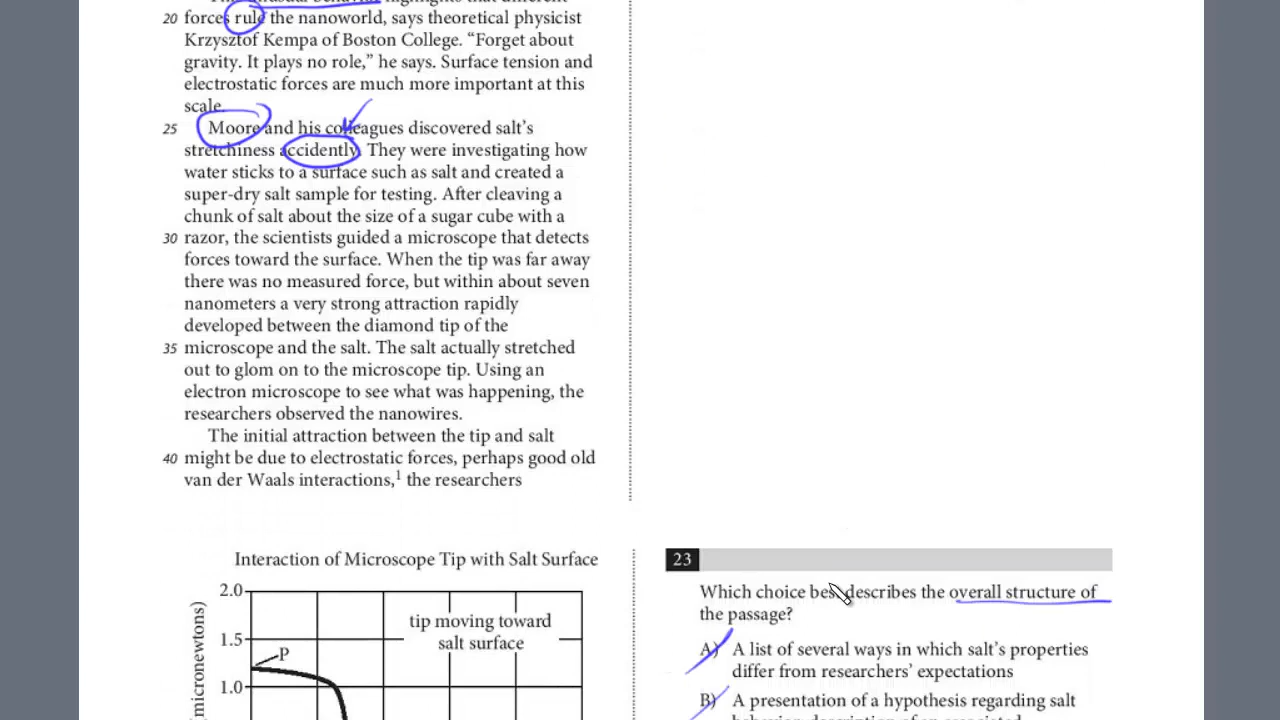 This unusual behavior highlights that different
20 forces rule the nanoworld, says theoretical physicist
Krzysztof Kempa of Boston College. “Forget about
gravity. It plays no role,” he says. Surface tension and
electrostatic forces are much more important at this
scale.
25 Moore and his colleagues discovered salt’s
stretchiness accidently. They were investigating how
water sticks to a surface such as salt and created a
super-dry salt sample for testing. After cleaving a
chunk of salt about the size of a sugar cube with a
30 razor, the scientists guided a microscope that detects
forces toward the surface. When the tip was far away
there was no measured force, but within about seven
nanometers a very strong attraction rapidly
developed between the diamond tip of the
35 microscope and the salt. The salt actually stretched
out to glom on to the microscope tip. Using an
electron microscope to see what was happening, the
researchers observed the nanowires.
The initial attraction between the tip and salt
40 might be due to electrostatic forces, perhaps good old
van der Waals interactions,1 the researchers
Interaction of Microscope Tip with Salt Surface
2.0
tip moving toward
1.5
salt surface
P
1.0
micronewtons)
23
Which choice best describes the overall structure of
the passage?
A) A list of several ways in which salt’s properties
differ from researchers’ expectations
B) A presentation of a hypothesis regarding salt
behavior, description of an associated